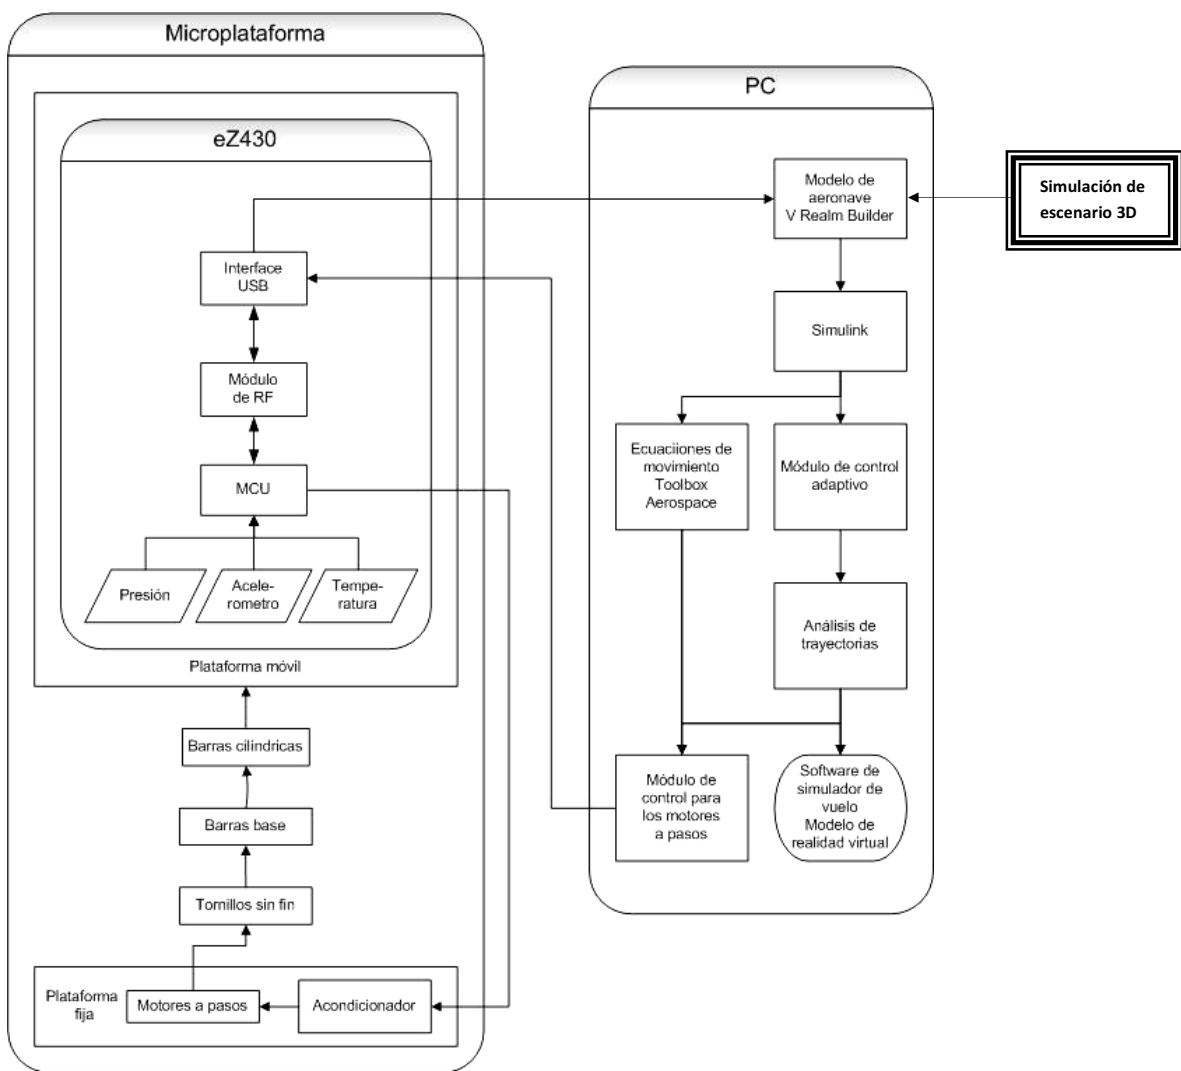 Microplataforma
eZ430
Interface
USB
Módulo
de RF
MCU
Presión
Acele-
rometro
Tempe-
ratura
Plataforma móvil
Barras cilíndricas
Barras base
Tornillos sin fin
Plataforma
fija
Motores a pasos
Acondicionador
PC
Modelo de
aeronave
V Realm Builder
Simulink
Ecuaciiones de
movimiento
Toolbox
Aerospace
Módulo de control
adaptivo
Análisis de
trayectorias
Módulo de
control para
los motores
a pasos
Software de
simulador de
vuelo
Modelo de
realidad virtual
Simulación de
escenario 3D